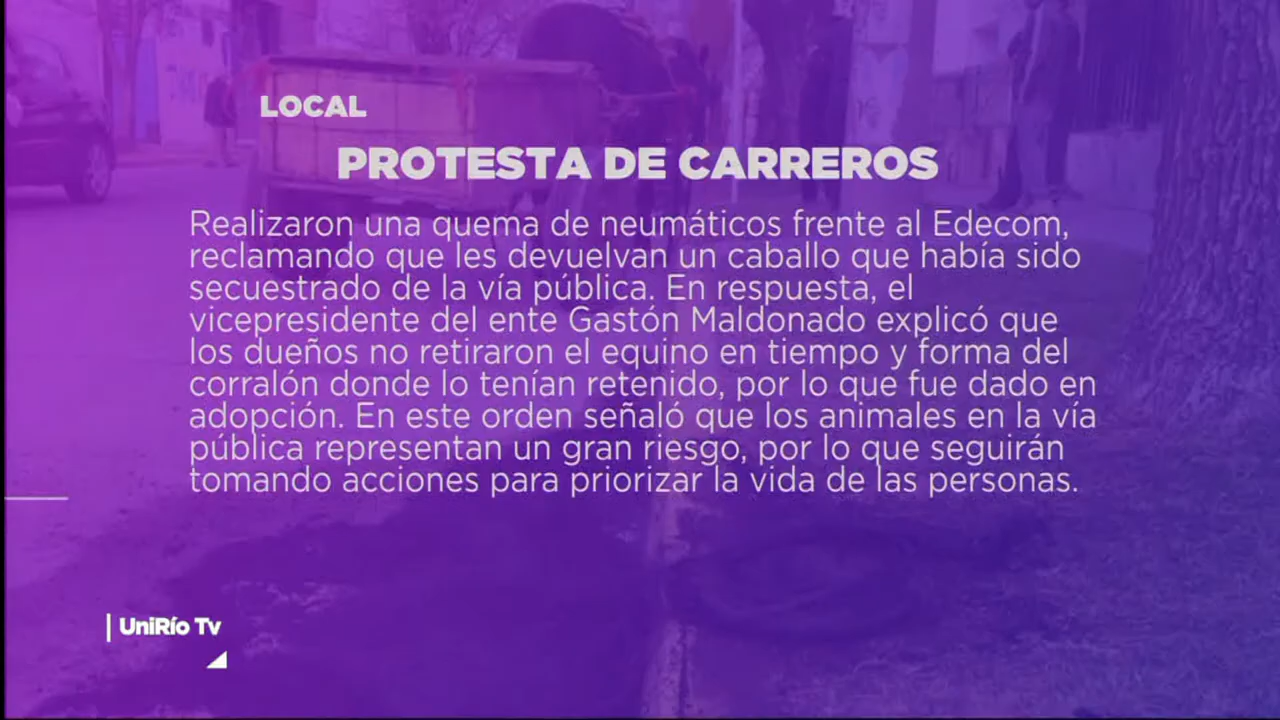 LOCAL
PROTESTA DE CARREROS
Realizaron una quema de neumáticos frente al Edecom,
reclamando que les devuelvan un caballo que había sido
secuestrado de la vía pública. En respuesta, el
vicepresidente del ente Gastón Maldonado explicó que
los dueños no retiraron el equino en tiempo y forma del
corralón donde lo tenían retenido, por lo que fue dado en
adopción. En este orden señaló que los animales en la vía
pública representan un gran riesgo, por lo que seguirán
tomando acciones para priorizar la vida de las personas.
UniRío Tv